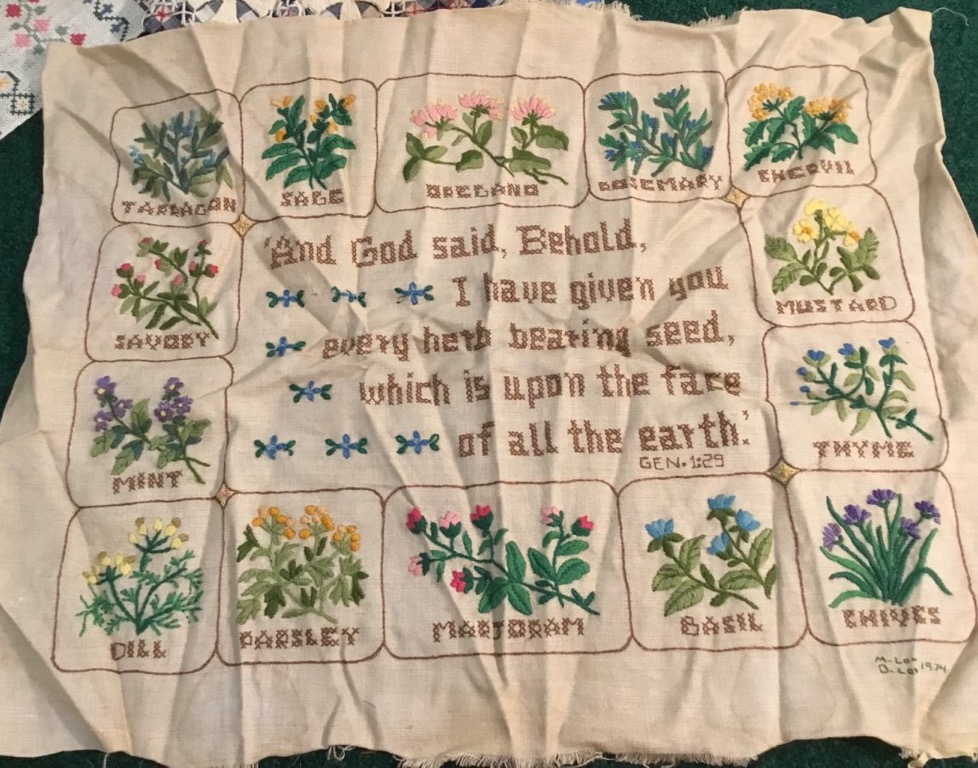 TARRAGON
SAGE
OREGANO
ROSEMARY
CHERVIL
'And God said, Behold,
I have given you
every herb bearing seed,
which is upon the face
of all the earth.'
GEN. 1:29
SAVORY
MUSTARD
MINT
THYME
DILL
PARSLEY
MARJORAM
BASIL
CHIVES
1974